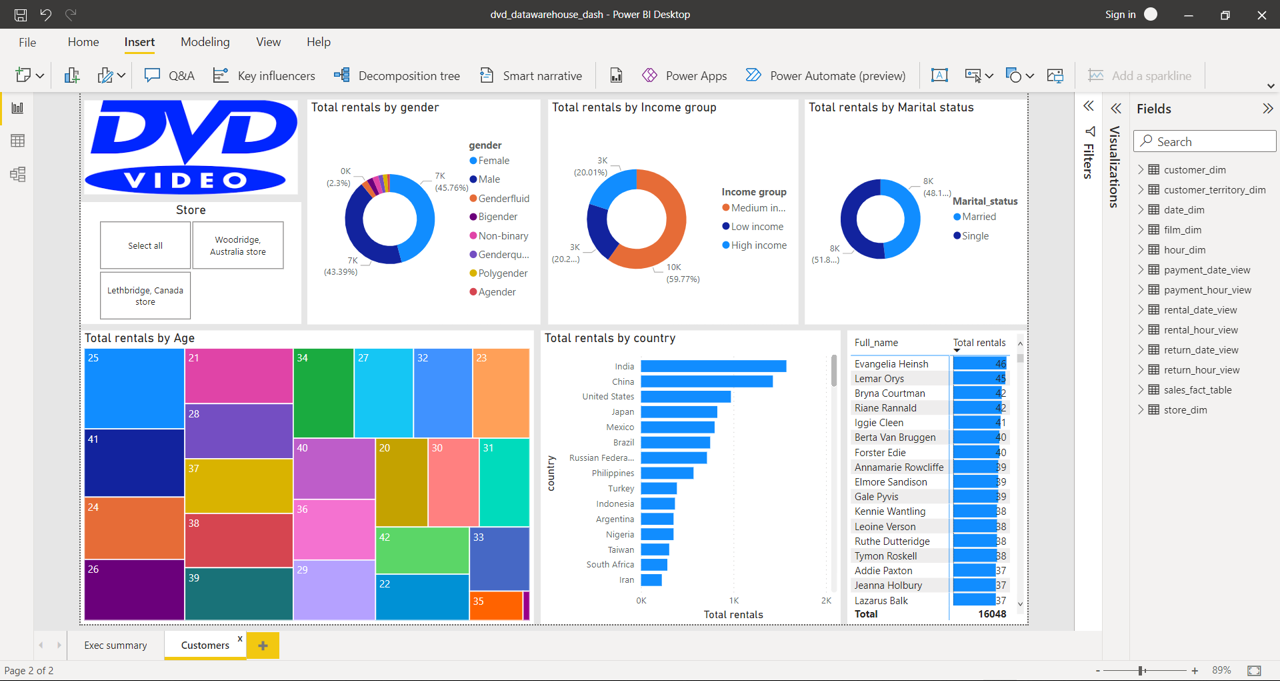 dvd_datawarehouse_dash - Power BI Desktop
Sign in
File
Home
Insert
Modeling
View
Help
Q&A
Key influencers
Decomposition tree
Smart narrative
Power Apps
Power Automate (preview)
Add a sparkline
DVD
VIDEO
Store
Select all
Woodridge,
Australia store
Lethbridge, Canada
store
Total rentals by gender
0K
(2.3%)
7K
(45.76%)
7K
(43.39%)
gender
Female
Male
Genderfluid
Bigender
Non-binary
Genderqu...
Polygender
Agender
Total rentals by Income group
3K
(20.01%)
3K
(20.2...)
10K
(59.77%)
Income group
Medium in...
Low income
High income
Total rentals by Marital status
8K
(48.1...)
8K
(51.8...)
Marital_status
Married
Single
Total rentals by Age
25
41
24
26
21
28
37
38
39
34
27
32
23
40
36
29
20
30
31
42
22
33
35
Total rentals by country
country
India
China
United States
Japan
Mexico
Brazil
Russian Federa...
Philippines
Turkey
Indonesia
Argentina
Nigeria
Taiwan
South Africa
Iran
0K 1K 2K
Total rentals
Full_name Total rentals
Evangelia Heinsh 46
Lemar Orys 45
Bryna Courtman 42
Riane Rannald 42
Iggie Cleen 41
Berta Van Bruggen 40
Forster Edie 40
Annamarie Rowcliffe 39
Elmore Sandison 39
Gale Pyvis 39
Kennie Wantling 38
Leoine Verson 38
Ruthe Dutteridge 38
Tymon Roskell 38
Addie Paxton 37
Jeanna Holbury 37
Lazarus Balk 37
Total 16048
Filters
Visualizations
Fields
Search
customer_dim
customer_territory_dim
date_dim
film_dim
hour_dim
payment_date_view
payment_hour_view
rental_date_view
rental_hour_view
return_date_view
return_hour_view
sales_fact_table
store_dim
Exec summary
Customers
Page 2 of 2
89%